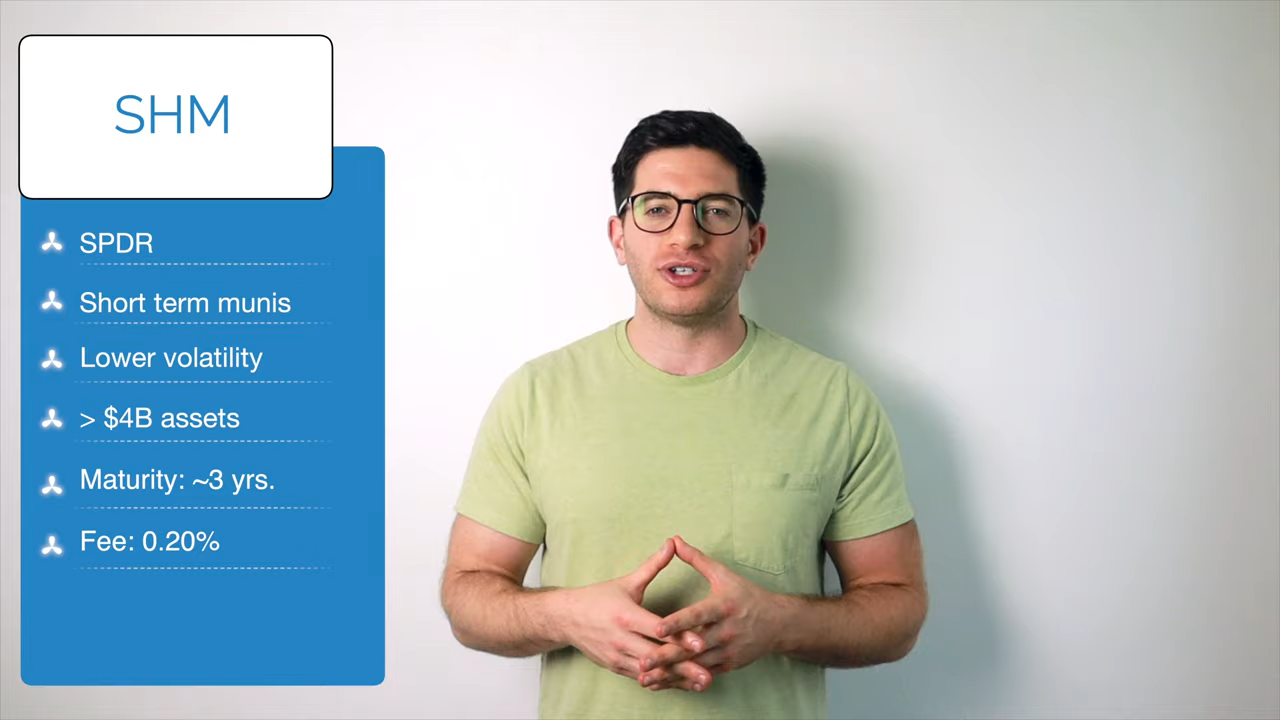 SHM
SPDR
Short term munis
Lower volatility
> $4B assets
Maturity: ~3 yrs.
Fee: 0.20%